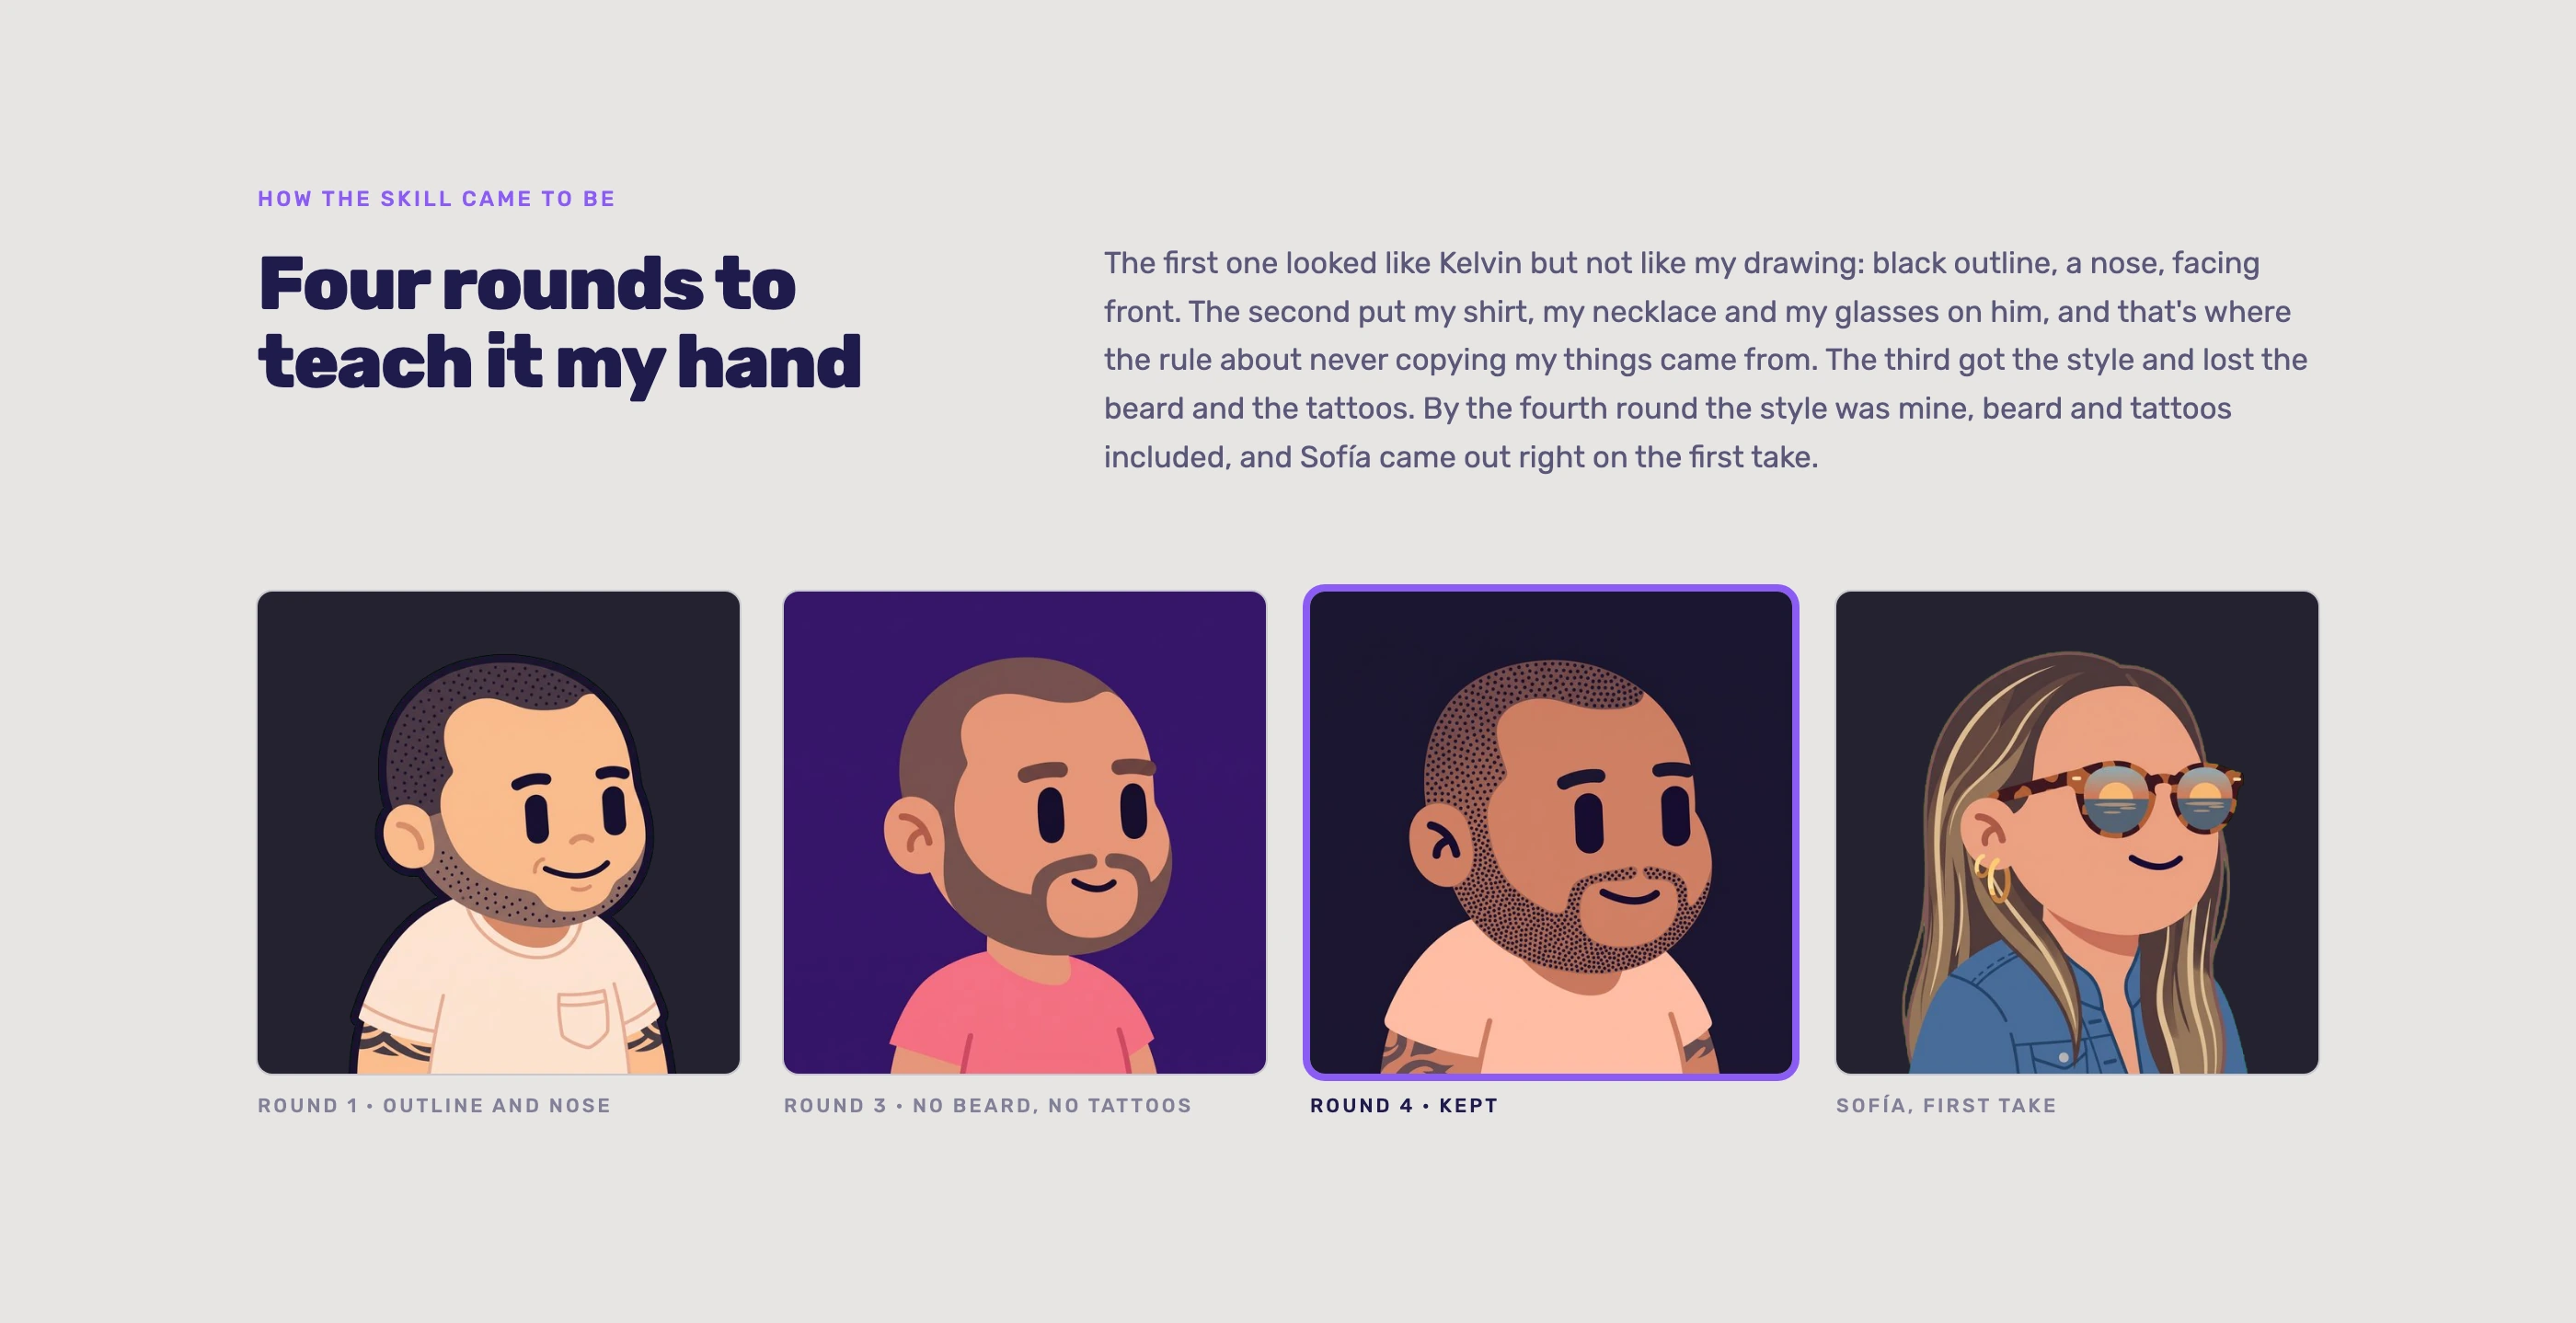 HOW THE SKILL CAME TO BE
Four rounds to
teach it my hand
The first one looked like Kelvin but not like my drawing: black outline, a nose, facing
front. The second put my shirt, my necklace and my glasses on him, and that's where
the rule about never copying my things came from. The third got the style and lost the
beard and the tattoos. By the fourth round the style was mine, beard and tattoos
included, and Sofía came out right on the first take.
ROUND 1 • OUTLINE AND NOSE
ROUND 3 • NO BEARD, NO TATTOOS
ROUND 4 • KEPT
SOFÍA, FIRST TAKE